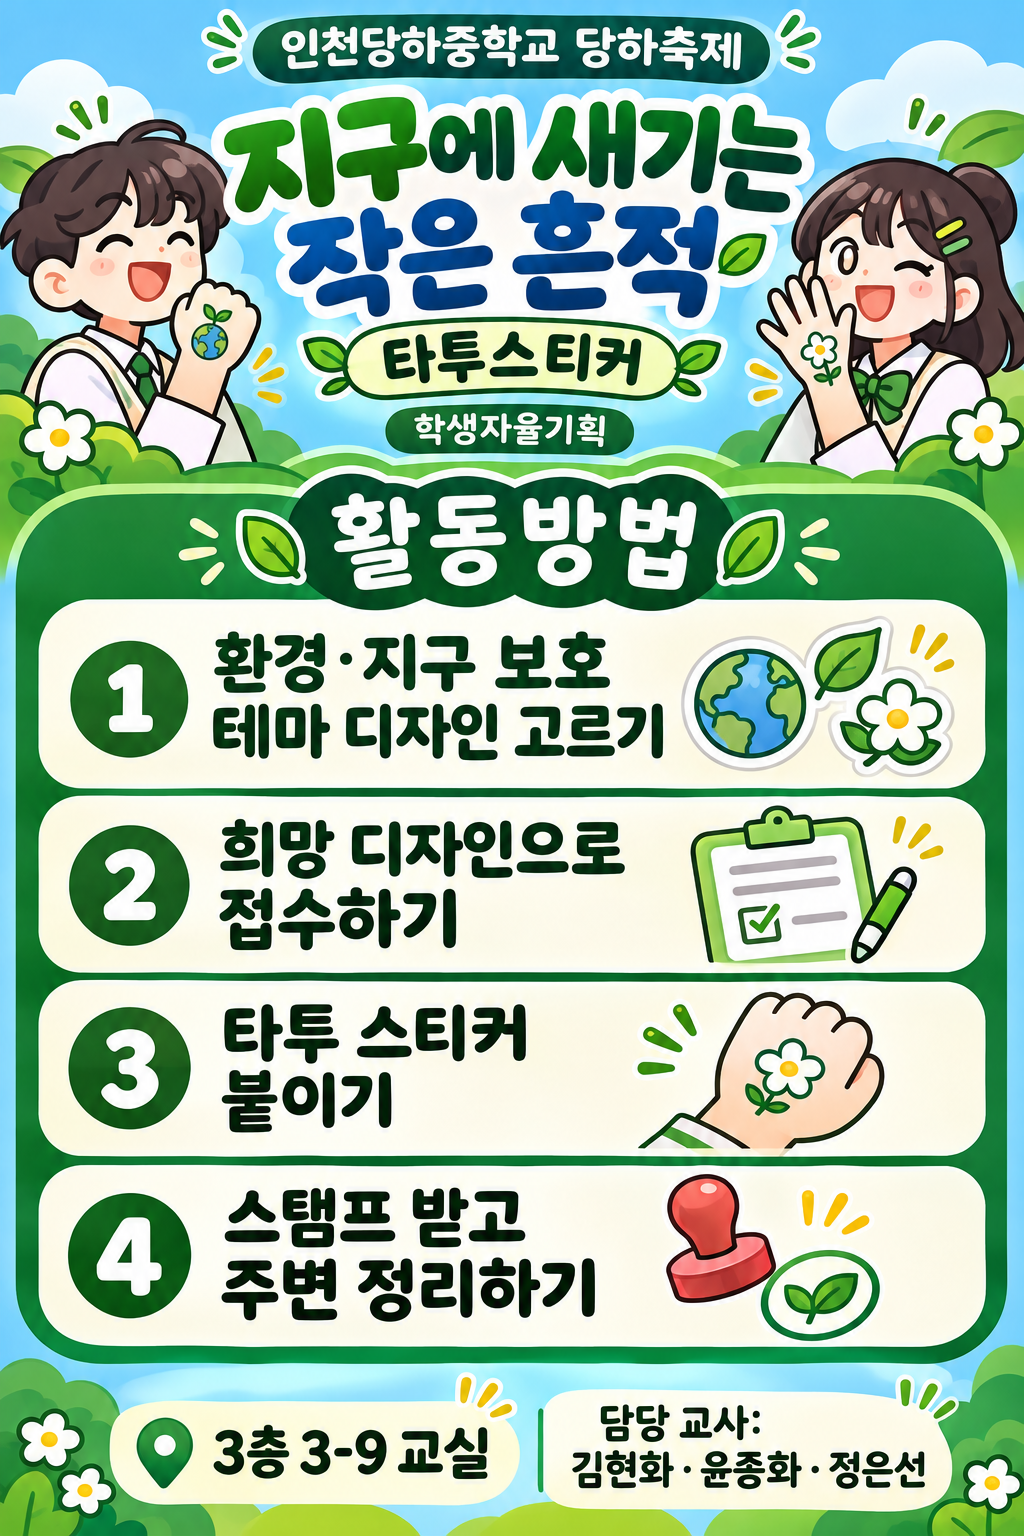 인천당하중학교 당하축제
지구에 새기는
작은 흔적
타투스티커
학생자율기획
활동방법
1
환경·지구 보호
테마 디자인 고르기
2
희망 디자인으로
접수하기
3
타투 스티커
붙이기
4
스탬프 받고
주변 정리하기
3층 3-9 교실
담당 교사:
김현화·윤종화·정은선